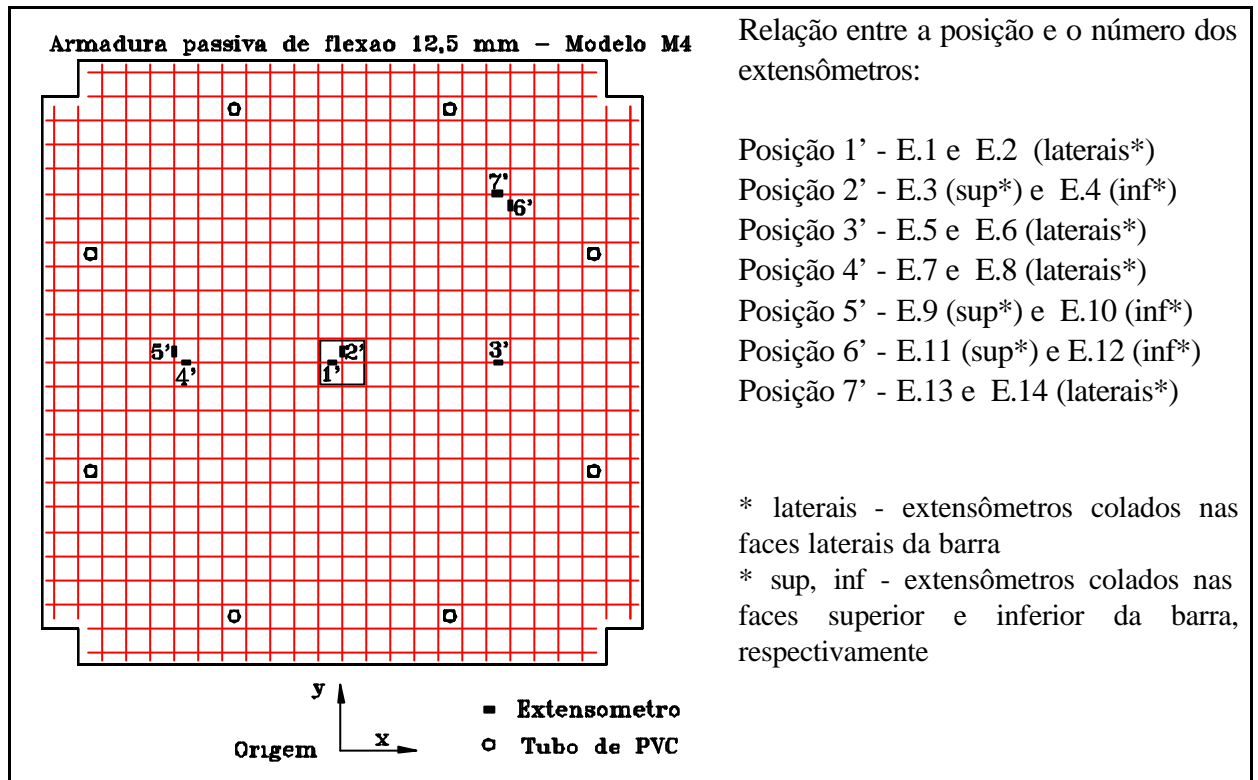 Armadura passiva de flexao 12,5 mm - Modelo M4
7'
6'
5'
4'
2'
1'
3'
y
x
Origem
Extensometro
Tubo de PVC
Relação entre a posição e o número dos
extensômetros:
Posição 1’ - E.1 e E.2 (laterais*)
Posição 2’ - E.3 (sup*) e E.4 (inf*)
Posição 3’ - E.5 e E.6 (laterais*)
Posição 4’ - E.7 e E.8 (laterais*)
Posição 5’ - E.9 (sup*) e E.10 (inf*)
Posição 6’ - E.11 (sup*) e E.12 (inf*)
Posição 7’ - E.13 e E.14 (laterais*)
* laterais - extensômetros colados nas
faces laterais da barra
* sup, inf - extensômetros colados nas
faces superior e inferior da barra,
respectivamente